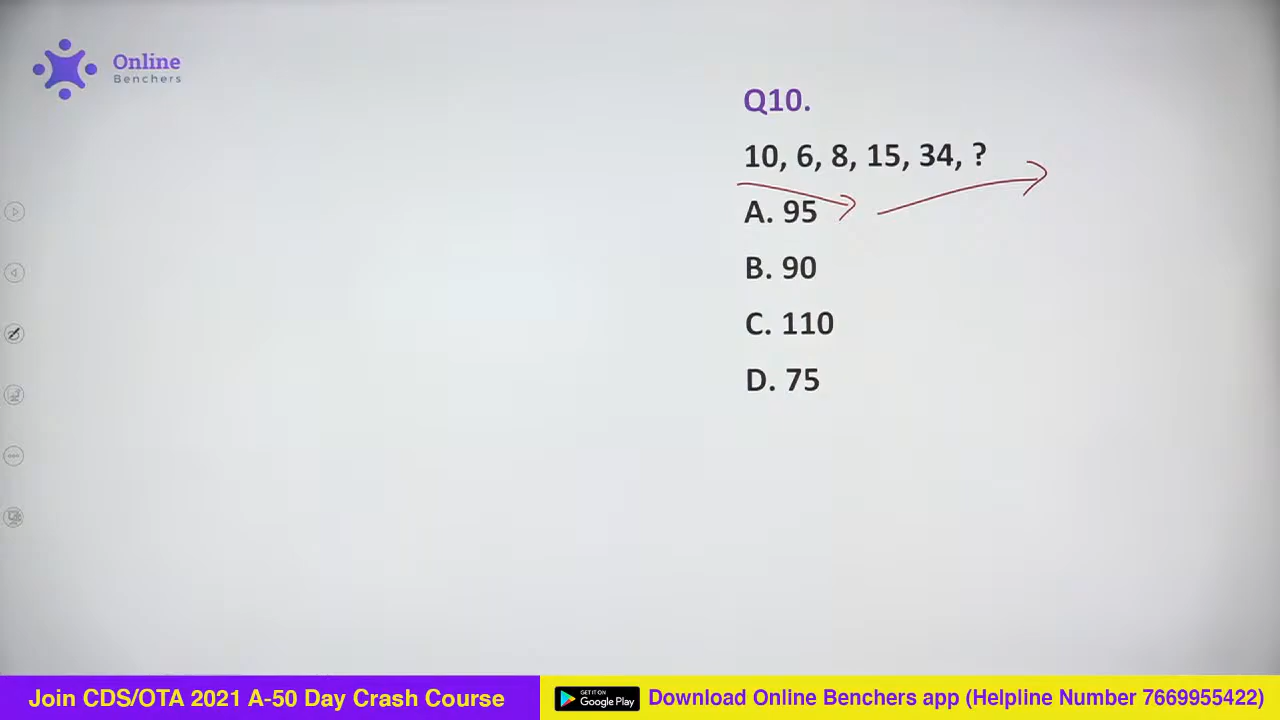 Online
Benchers
Q10.
10, 6, 8, 15, 34, ?
A. 95
B. 90
C. 110
D. 75
Join CDS/OTA 2021 A-50 Day Crash Course
GET IT ON
Google Play
Download Online Benchers app (Helpline Number 7669955422)